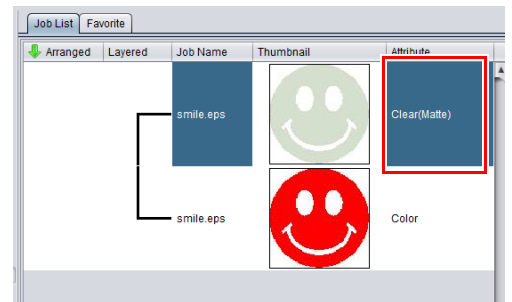 Job List Favorite
Arranged Layered Job Name Thumbnail Attribute
smile.eps Clear(Matte)
smile.eps Color